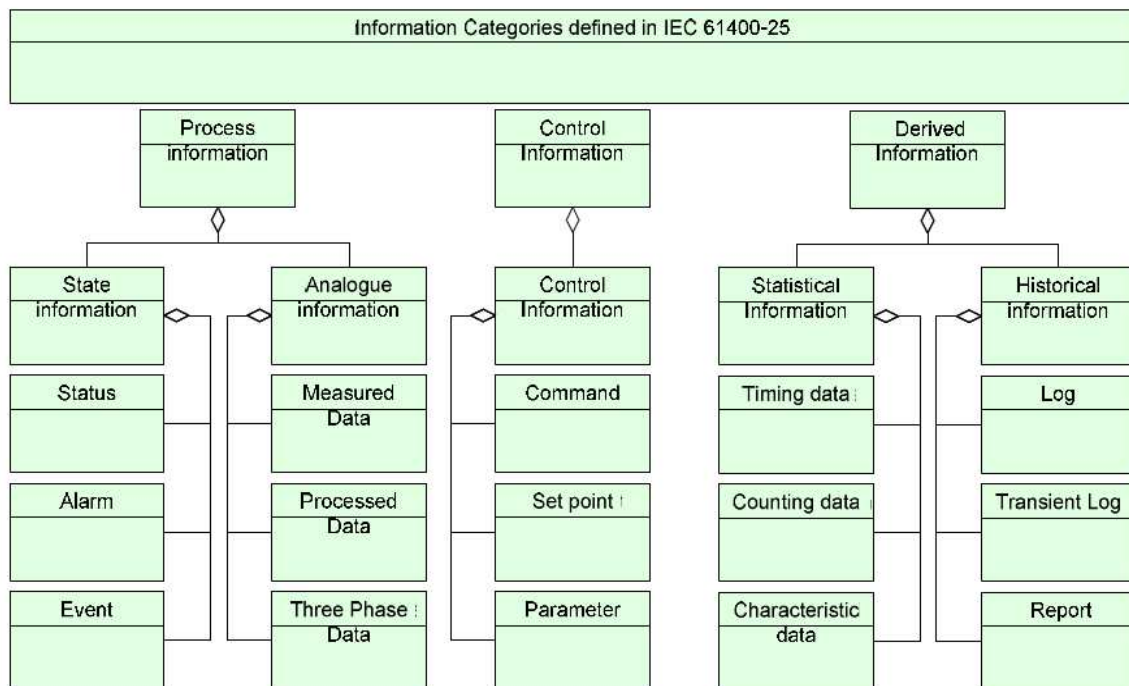 Information Categories defined in IEC 61400-25
Process
information
Control
Information
Derived
Information
State
information
Analogue
information
Control
Information
Statistical
Information
Historical
information
Status
Measured
Data
Command
Timing data
Log
Alarm
Processed
Data
Set point
Counting data
Transient Log
Event
Three Phase
Data
Parameter
Characteristic
data
Report